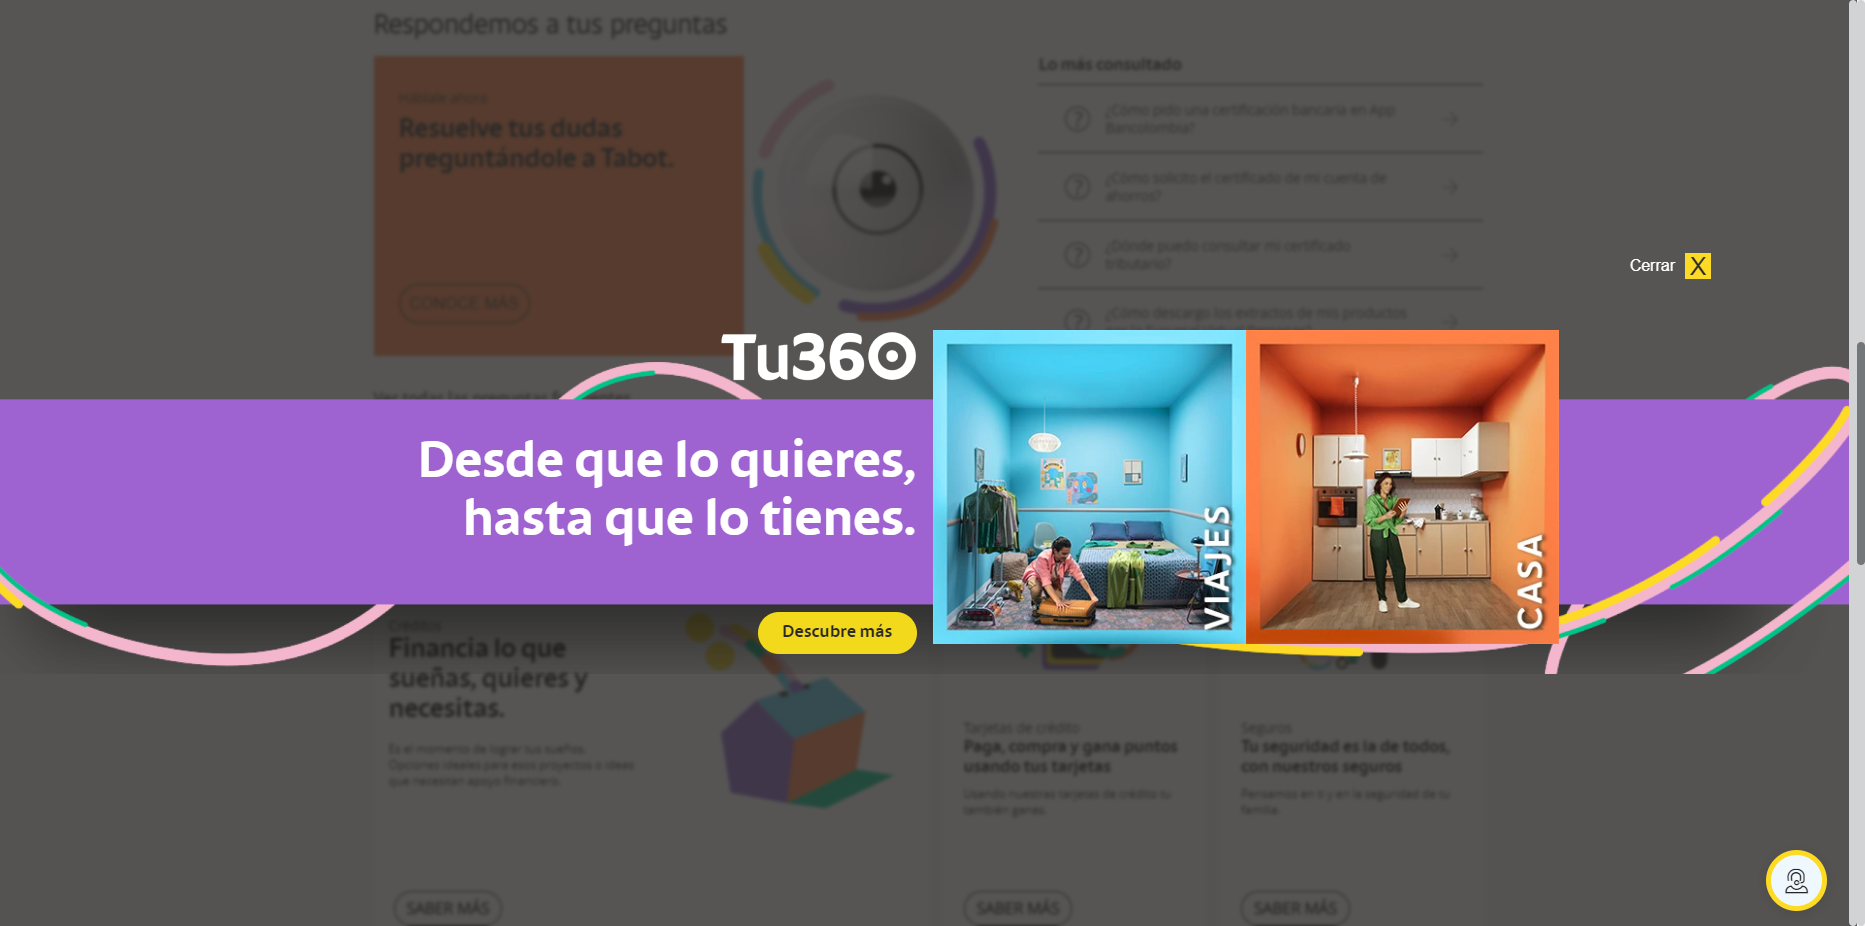 Respondemos a tus preguntas
Háblale ahora
Resuelve tus dudas
preguntándole a Tabot.
CONOCE MÁS
Lo más consultado
¿Cómo pido una certificación bancaria en App
Bancolombia?
¿Cómo solicito el certificado de mi cuenta de
ahorros?
¿Dónde puedo consultar mi certificado
tributario?
¿Cómo descargo los extractos de mis productos
Cerrar X
Tu360
Desde que lo quieres,
hasta que lo tienes.
Descubre más
VIAJES
CASA
Créditos
Financia lo que
sueñas, quieres y
necesitas.
Es el momento de lograr tus sueños.
Opciones ideales para esos proyectos o ideas
que necesitan apoyo financiero.
SABER MÁS
Tarjetas de crédito
Paga, compra y gana puntos
usando tus tarjetas
Usando nuestras tarjetas de crédito tu
también ganas.
SABER MÁS
Seguros
Tu seguridad es la de todos,
con nuestros seguros
Pensamos en ti y en la seguridad de tu
familia.
SABER MÁS